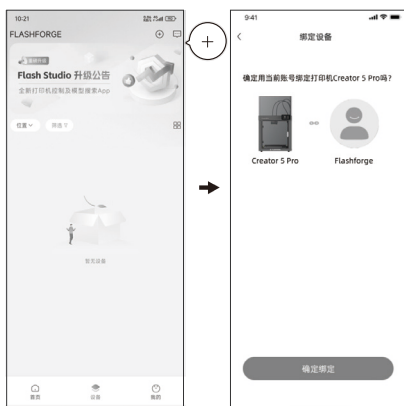 10:21
FLASHFORGE
Flash Studio 升级公告
全新打印机控制及模型搜索App
位置
筛选
暂无设备
首页
设备
我的
9:41
绑定设备
确定用当前账号绑定打印机Creator 5 Pro吗?
Creator 5 Pro
Flashforge
确定绑定